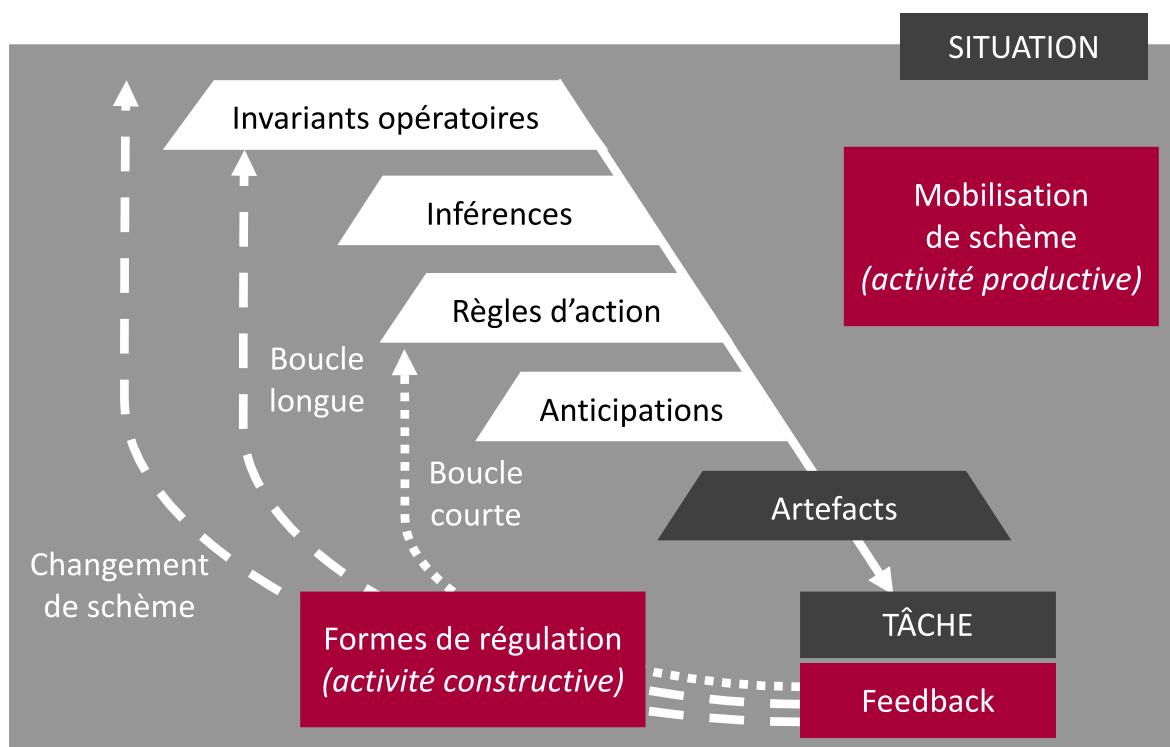 SITUATION
Invariants opératoires
Mobilisation
de schème
(activité productive)
Inférences
Règles d’action
Boucle
longue
Anticipations
Boucle
courte
Artefacts
Changement
de schème
TÂCHE
Formes de régulation
(activité constructive)
Feedback